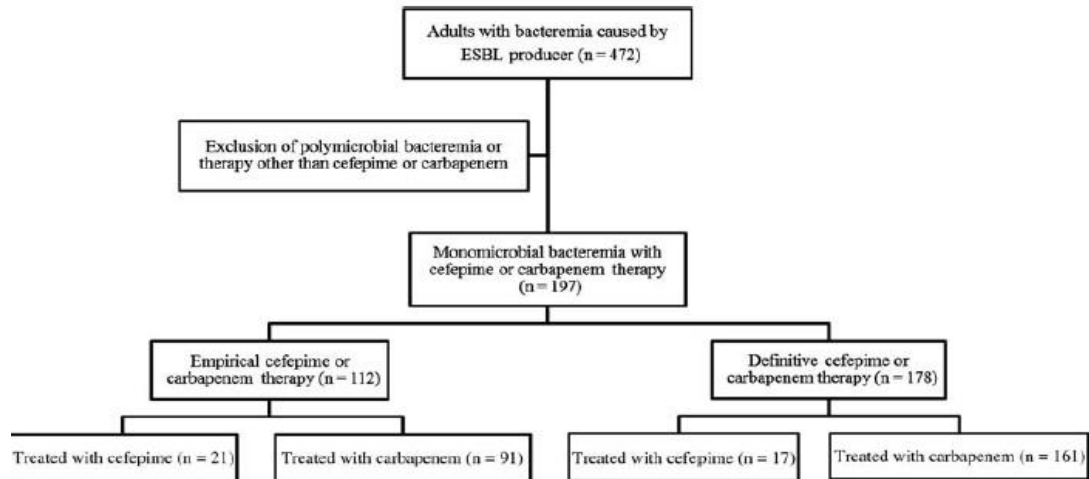 Adults with bacteremia caused by
ESBL producer (n = 472)
Exclusion of polymicrobial bacteremia or
therapy other than cefepime or carbapenem
Monomicrobial bacteremia with
cefepime or carbapenem therapy
(n = 197)
Empirical cefepime or
carbapenem therapy (n = 112)
Definitive cefepime or
carbapenem therapy (n = 178)
Treated with cefepime (n = 21)
Treated with carbapenem (n = 91)
Treated with cefepime (n = 17)
Treated with carbapenem (n = 161)